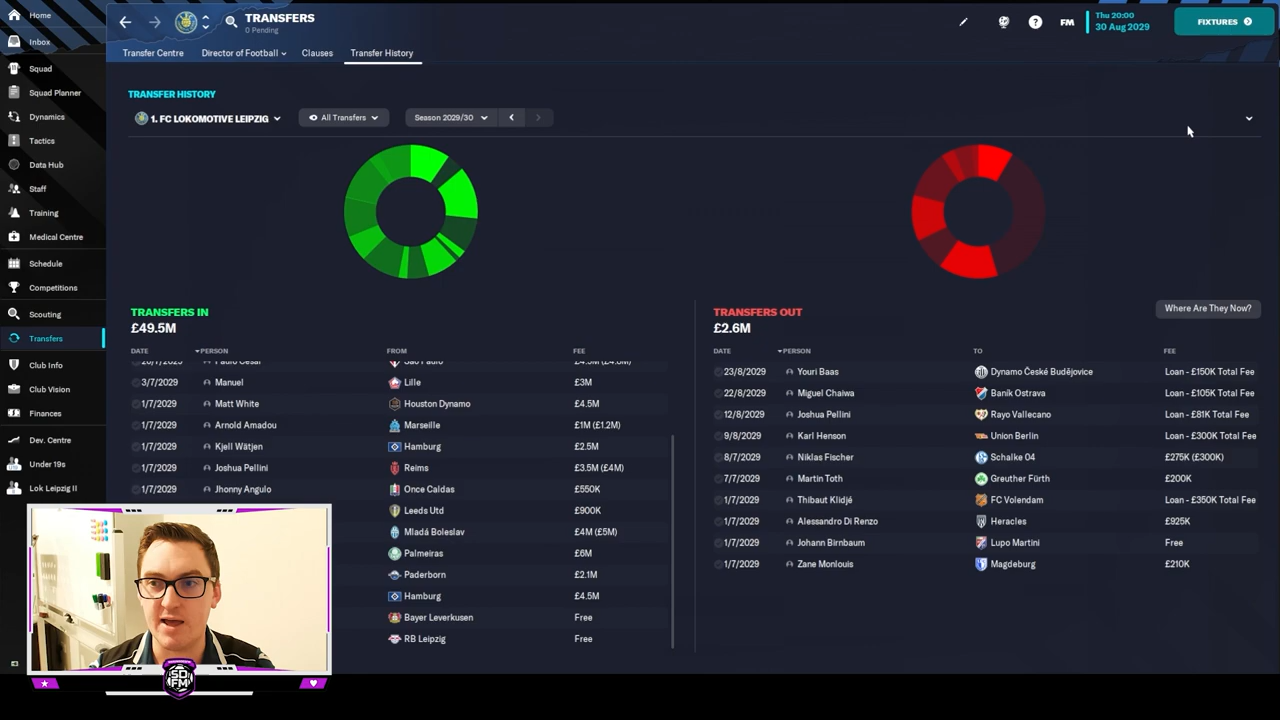 Home
TRANSFERS
0 Pending
FM
Thu 20:00
30 Aug 2029
FIXTURES
Inbox
Transfer Centre
Director of Football
Clauses
Transfer History
Squad
Squad Planner
Dynamics
Tactics
Data Hub
Staff
Training
Medical Centre
Schedule
Competitions
Scouting
Transfers
Club Info
Club Vision
Finances
Dev. Centre
Under 19s
Lok Leipzig II
TRANSFER HISTORY
1. FC LOKOMOTIVE LEIPZIG
All Transfers
Season 2029/30
TRANSFERS IN
£49.5M
DATE PERSON FROM FEE
3/7/2029 Manuel Lille £3M
1/7/2029 Matt White Houston Dynamo £4.5M
1/7/2029 Arnold Amadou Marseille £1M (£1.2M)
1/7/2029 Kjell Wätjen Hamburg £2.5M
1/7/2029 Joshua Pellini Reims £3.5M (£4M)
1/7/2029 Jhonny Angulo Once Caldas £550K
Leeds Utd £900K
Mladá Boleslav £4M (£5M)
Palmeiras £6M
Paderborn £2.1M
Hamburg £4.5M
Bayer Leverkusen Free
RB Leipzig Free
TRANSFERS OUT
£2.6M
Where Are They Now?
DATE PERSON TO FEE
23/8/2029 Youri Baas Dynamo České Budějovice Loan - £150K Total Fee
22/8/2029 Miguel Chaiwa Baník Ostrava Loan - £105K Total Fee
12/8/2029 Joshua Pellini Rayo Vallecano Loan - £81K Total Fee
9/8/2029 Karl Henson Union Berlin Loan - £300K Total Fee
8/7/2029 Niklas Fischer Schalke 04 £275K (£300K)
7/7/2029 Martin Toth Greuther Fürth £200K
1/7/2029 Thibaut Klidjé FC Volendam Loan - £350K Total Fee
1/7/2029 Alessandro Di Renzo Heracles £925K
1/7/2029 Johann Birnbaum Lupo Martini Free
1/7/2029 Zane Monlouis Magdeburg £210K
SD
FM